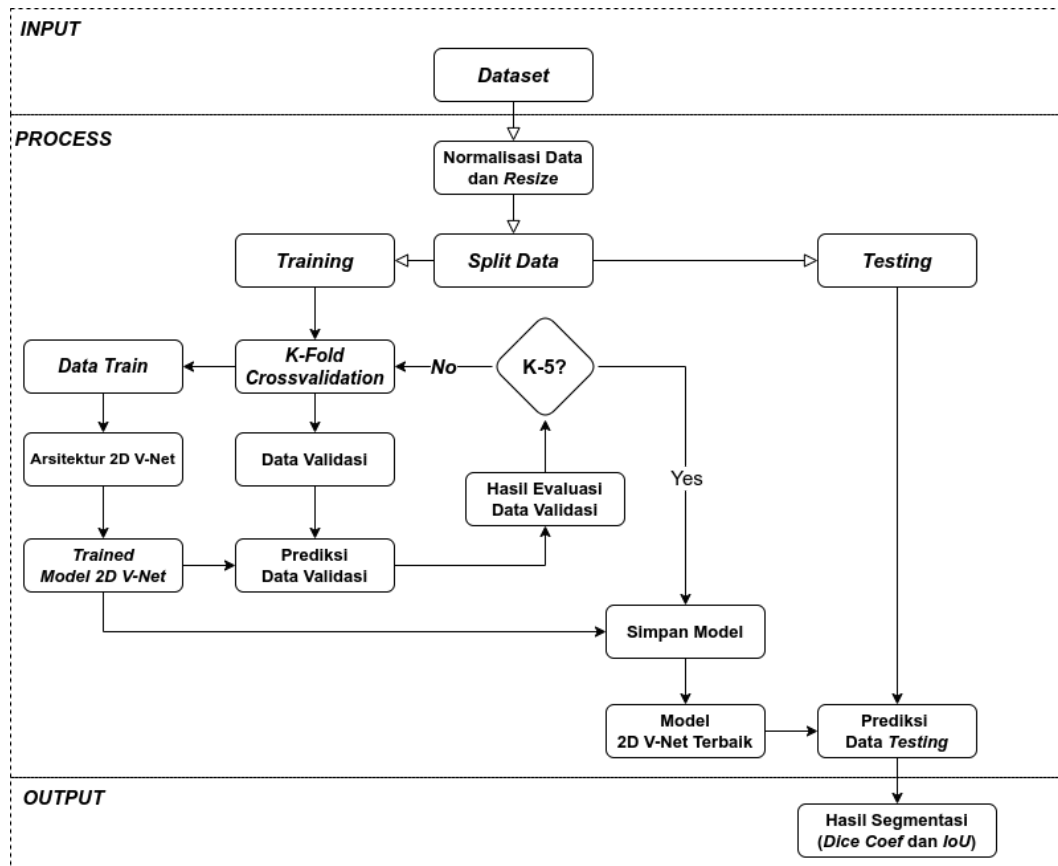 INPUT
Dataset
PROCESS
Normalisasi Data
dan Resize
Training
Split Data
Testing
Data Train
K-Fold
Crossvalidation
No
K-5?
Arsitektur 2D V-Net
Data Validasi
Hasil Evaluasi
Data Validasi
Yes
Trained
Model 2D V-Net
Prediksi
Data Validasi
Simpan Model
Model
2D V-Net Terbaik
Prediksi
Data Testing
OUTPUT
Hasil Segmentasi
(Dice Coef dan IoU)